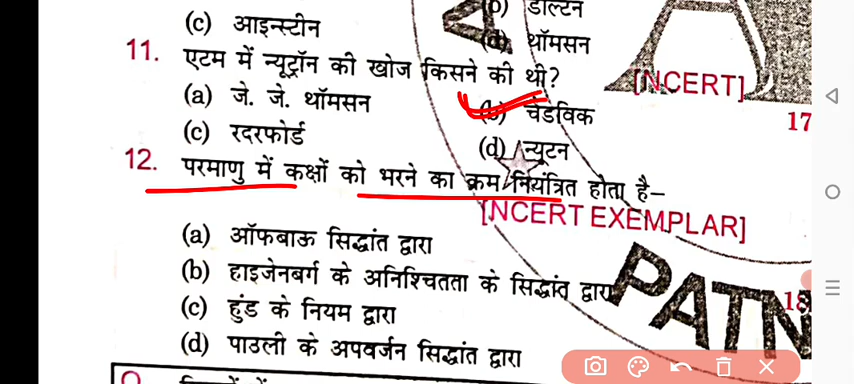 (b) डाल्टन
(c) आइन्स्टीन
(d) थॉमसन
11. एटम में न्यूट्रॉन की खोज किसने की थी?
[NCERT]
(a) जे. जे. थॉमसन
(b) चेडविक
17
(c) रदरफोर्ड
(d) न्यूटन
12. परमाणु में कक्षों को भरने का क्रम नियंत्रित होता है–
[NCERT EXEMPLAR]
(a) ऑफबाऊ सिद्धांत द्वारा
(b) हाइजेनबर्ग के अनिश्चितता के सिद्धांत द्वारा
(c) हुंड के नियम द्वारा
18
(d) पाउली के अपवर्जन सिद्धांत द्वारा
PATN